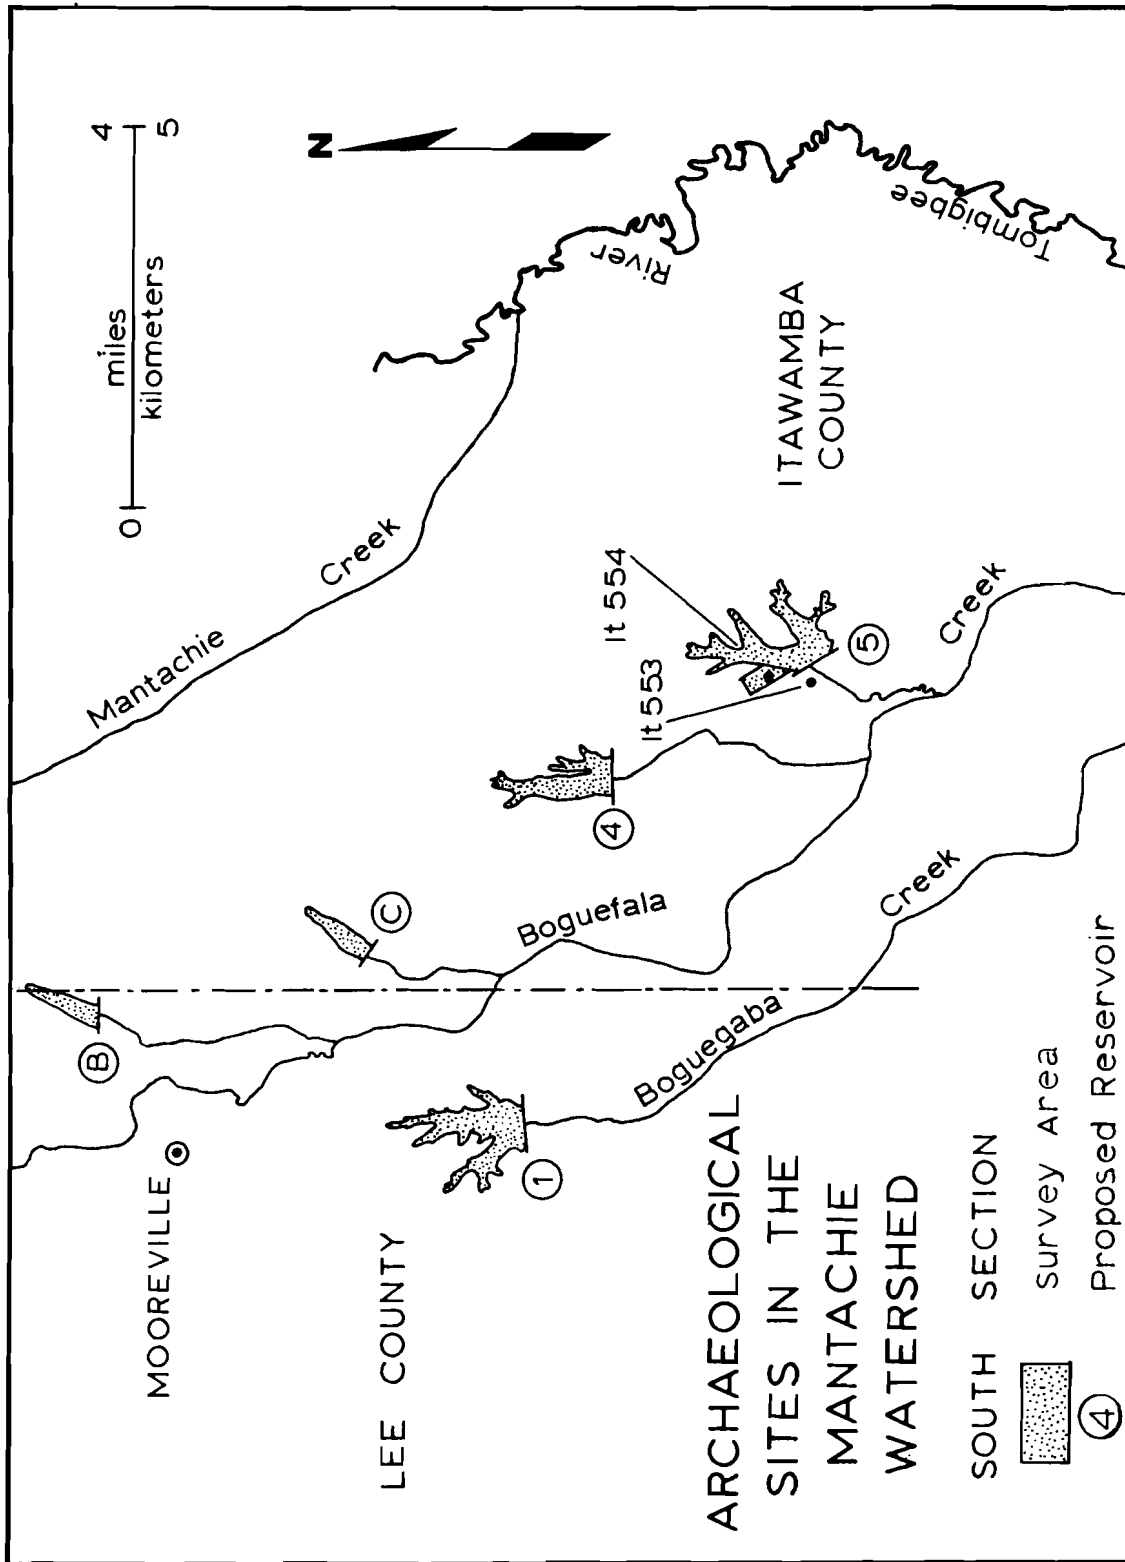 0
miles
4
kilometers
5
N
Mantachie
Creek
River
Tombigbee
ITAWAMBA
COUNTY
It 554
It 553
5
Creek
4
C
B
Boguefala
MOOREVILLE
LEE COUNTY
1
Boguegaba
Creek
ARCHAEOLOGICAL
SITES IN THE
MANTACHIE
WATERSHED
SOUTH SECTION
Survey Area
4 Proposed Reservoir